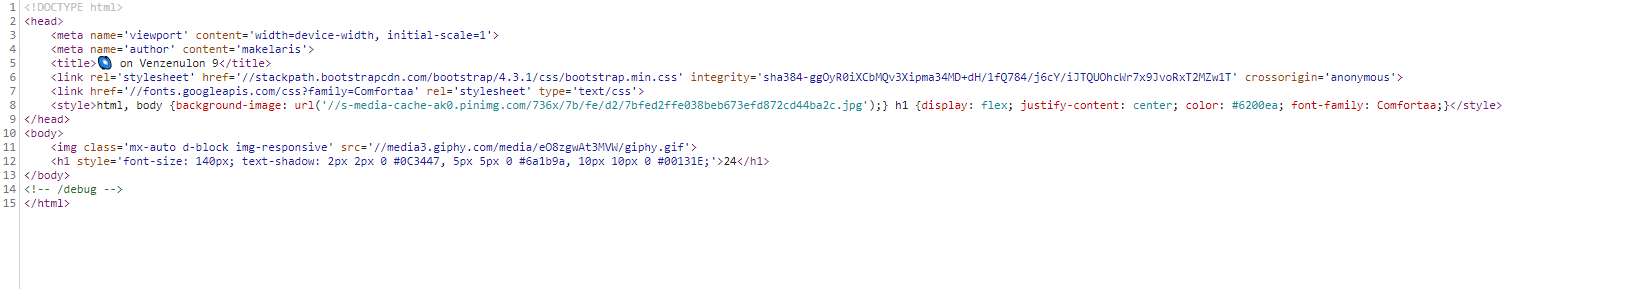 1 <!DOCTYPE html>
2 <head>
3 <meta name='viewport' content='width=device-width, initial-scale=1'>
4 <meta name='author' content='makelaris'>
5 <title>🧿 on Venzenulon 9</title>
6 <link rel='stylesheet' href='//stackpath.bootstrapcdn.com/bootstrap/4.3.1/css/bootstrap.min.css' integrity='sha384-ggOyR0iXCbMQv3Xipma34MD+dH/1fQ784/j6cY/iJTQUOhcWr7x9JvoRxT2MZw1T' crossorigin='anonymous'>
7 <link href='//fonts.googleapis.com/css?family=Comfortaa' rel='stylesheet' type='text/css'>
8 <style>html, body {background-image: url('//s-media-cache-ak0.pinimg.com/736x/7b/fe/d2/7bfed2ffe038beb673efd872cd44ba2c.jpg');} h1 {display: flex; justify-content: center; color: #6200ea; font-family: Comfortaa;}</style>
9 </head>
10 <body>
11 <img class='mx-auto d-block img-responsive' src='//media3.giphy.com/media/eO8zgwAt3MVW/giphy.gif'>
12 <h1 style='font-size: 140px; text-shadow: 2px 2px 0 #0C3447, 5px 5px 0 #6a1b9a, 10px 10px 0 #00131E;'>24</h1>
13 </body>
14 <!-- /debug -->
15 </html>